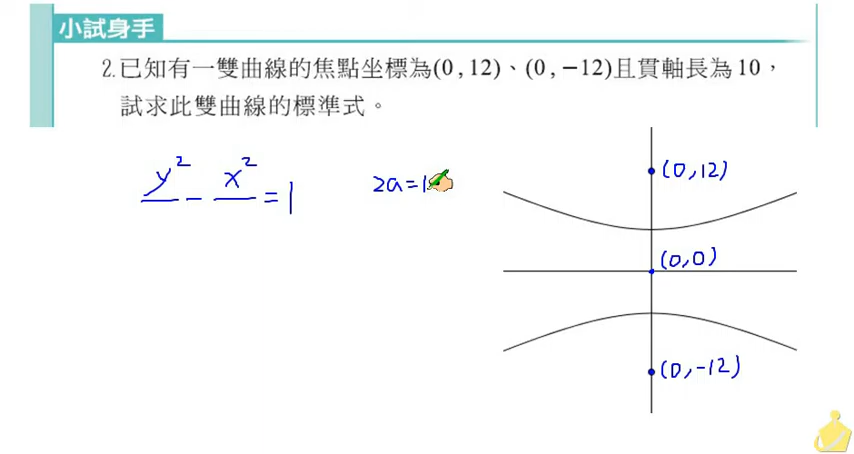 小試身手
2.已知有一雙曲線的焦點坐標為(0,12)、(0,−12)且貫軸長為10，
試求此雙曲線的標準式。
y² − x² = 1
2a=1
(0,12)
(0,0)
(0,-12)